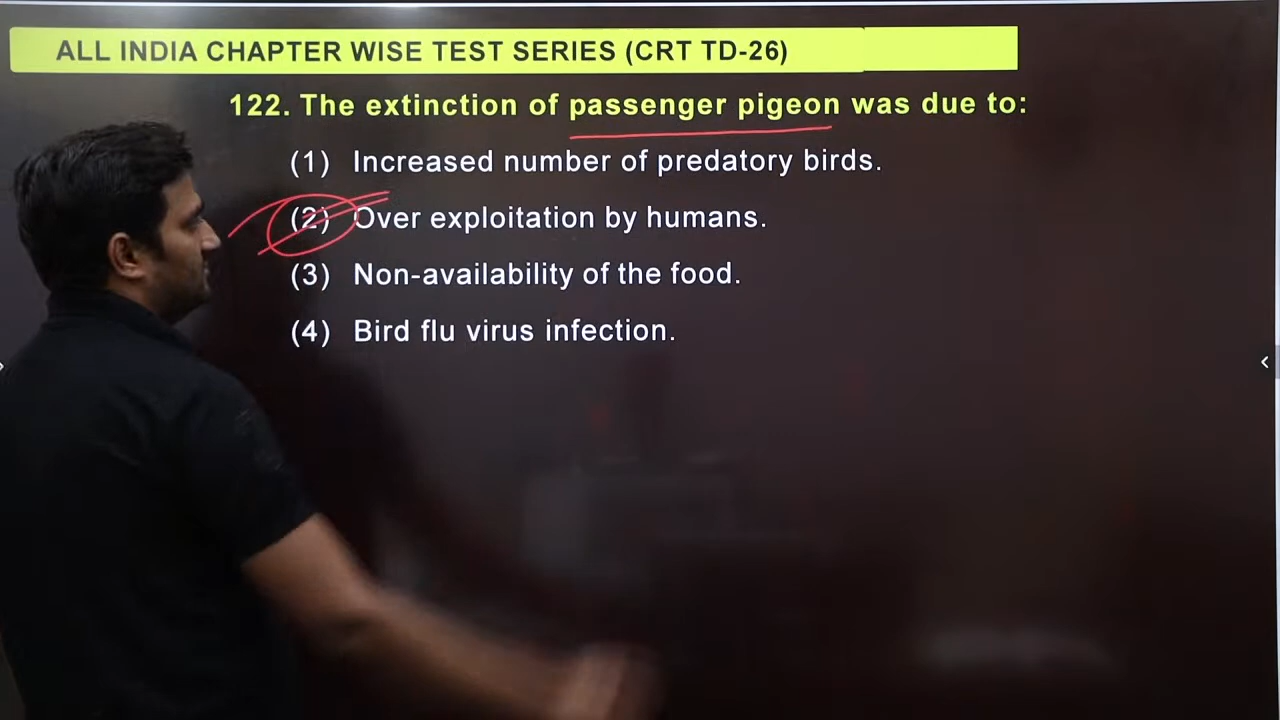 ALL INDIA CHAPTER WISE TEST SERIES (CRT TD-26)
122. The extinction of passenger pigeon was due to:
(1) Increased number of predatory birds.
(2) Over exploitation by humans.
(3) Non-availability of the food.
(4) Bird flu virus infection.